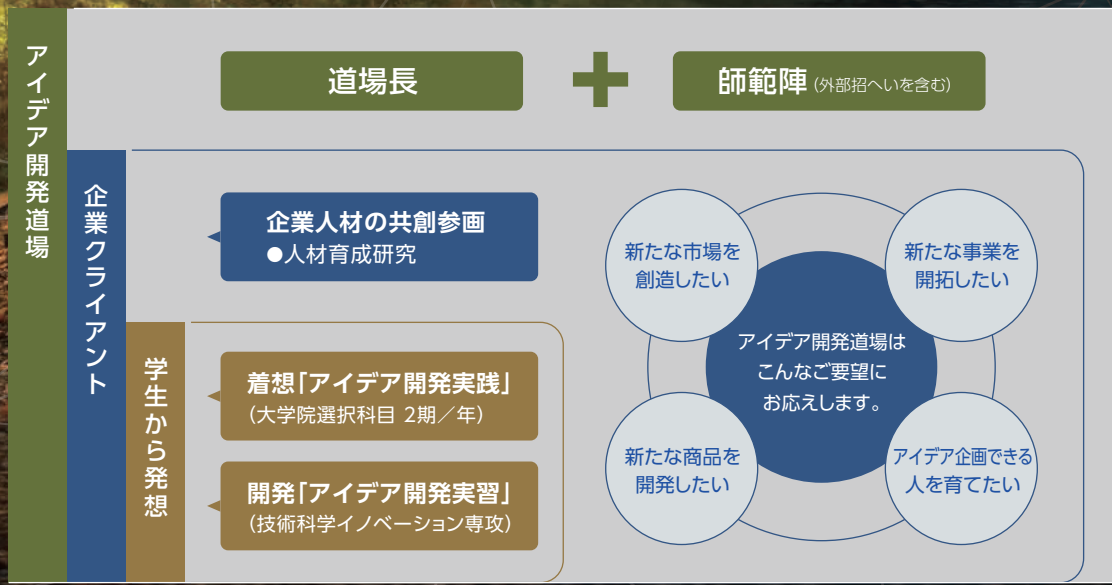 アイデア開発道場
道場長
師範陣(外部招へいを含む)
企業クライアント
企業人材の共創参画
●人材育成研究
学生から発想
着想「アイデア開発実践」
(大学院選択科目 2期／年)
開発「アイデア開発実習」
(技術科学イノベーション専攻)
新たな市場を
創造したい
新たな事業を
開拓したい
アイデア開発道場は
こんなご要望に
お応えします。
新たな商品を
開発したい
アイデア企画できる
人を育てたい